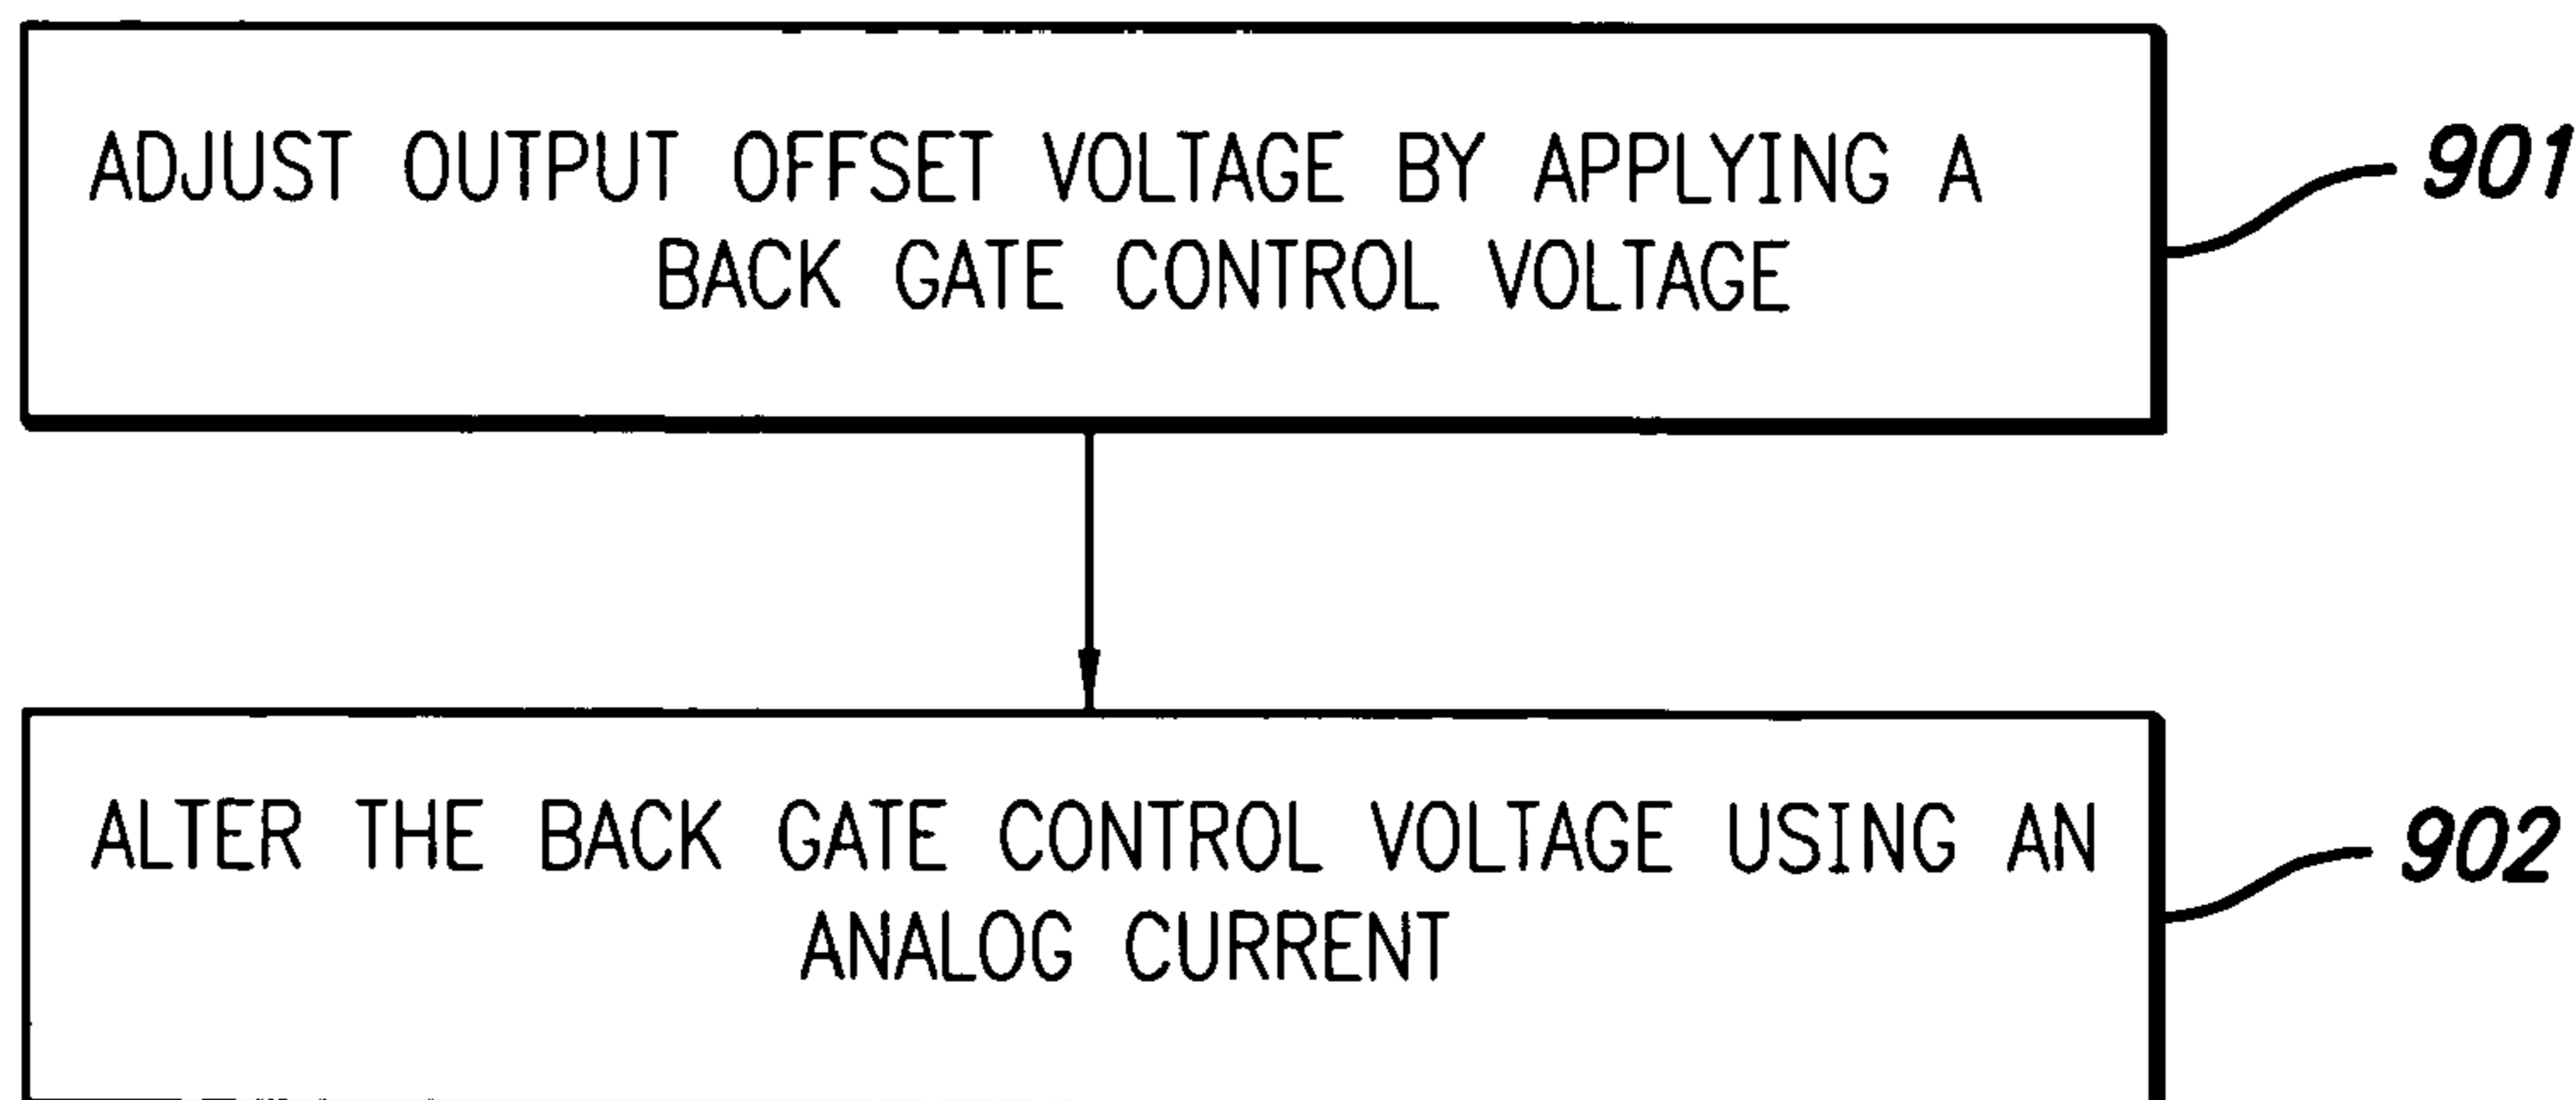 ADJUST OUTPUT OFFSET VOLTAGE BY APPLYING A
BACK GATE CONTROL VOLTAGE
901
ALTER THE BACK GATE CONTROL VOLTAGE USING AN
ANALOG CURRENT
902